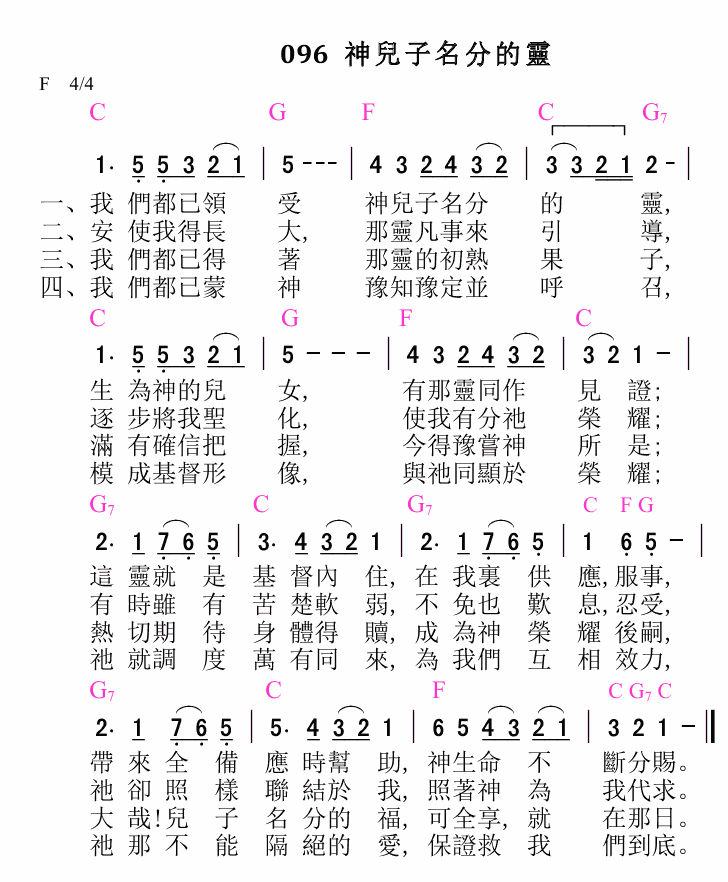 096 神兒子名分的靈
F 4/4
C G F C G7
1· 5 5 3 2 1 | 5 - - - | 4 3 2 4 3 2 | 3 3 2 1 2 - |
一、我 們都已領 受 神兒子名分 的 靈,
二、安 使我得長 大, 那靈凡事來 引 導,
三、我 們都已得 著 那靈的初熟 果 子,
四、我 們都已蒙 神 豫知豫定並 呼 召,
C G F C
1· 5 5 3 2 1 | 5 - - - | 4 3 2 4 3 2 | 3 2 1 - |
生 為神的兒 女, 有那靈同作 見 證;
逐 步將我聖 化, 使我有分祂 榮 耀;
滿 有確信把 握, 今得豫嘗神 所 是;
模 成基督形 像, 與祂同顯於 榮 耀;
G7 C G7 C F G
2· 1 7 6 5 | 3· 4 3 2 1 | 2· 1 7 6 5 | 1 6 5 - |
這 靈就 是 基 督內 住, 在 我裏 供 應,服事,
有 時雖 有 苦 楚軟 弱, 不 免也 歎 息,忍受,
熱 切期 待 身 體得 贖, 成 為神 榮 耀 後嗣,
祂 就調 度 萬 有同 來, 為 我們 互 相 效力,
G7 C F C G7 C
2· 1 7 6 5 | 5· 4 3 2 1 | 6 5 4 3 2 1 | 3 2 1 - ‖
帶 來 全 備 應 時幫 助, 神生命 不 斷分賜。
祂 卻 照 樣 聯 結於 我, 照著神 為 我代求。
大 哉!兒 子 名 分的 福, 可全享, 就 在那日。
祂 那 不 能 隔 絕的 愛, 保證救 我 們到底。